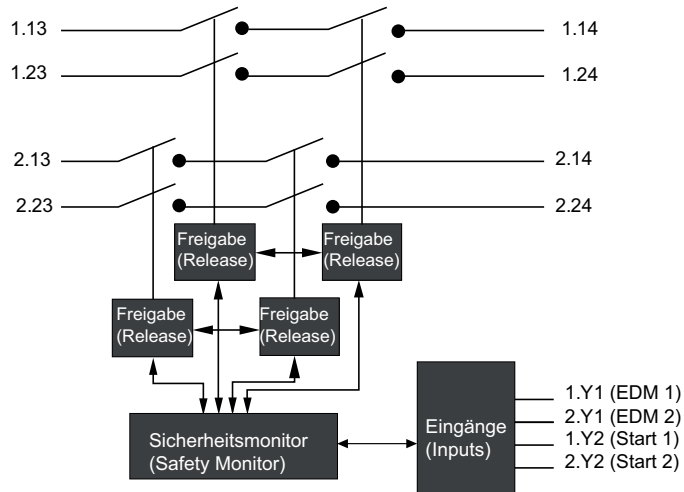 1.13
1.14
1.23
1.24
2.13
2.14
2.23
2.24
Freigabe
(Release)
Freigabe
(Release)
Freigabe
(Release)
Freigabe
(Release)
Sicherheitsmonitor
(Safety Monitor)
Eingänge
(Inputs)
1.Y1 (EDM 1)
2.Y1 (EDM 2)
1.Y2 (Start 1)
2.Y2 (Start 2)